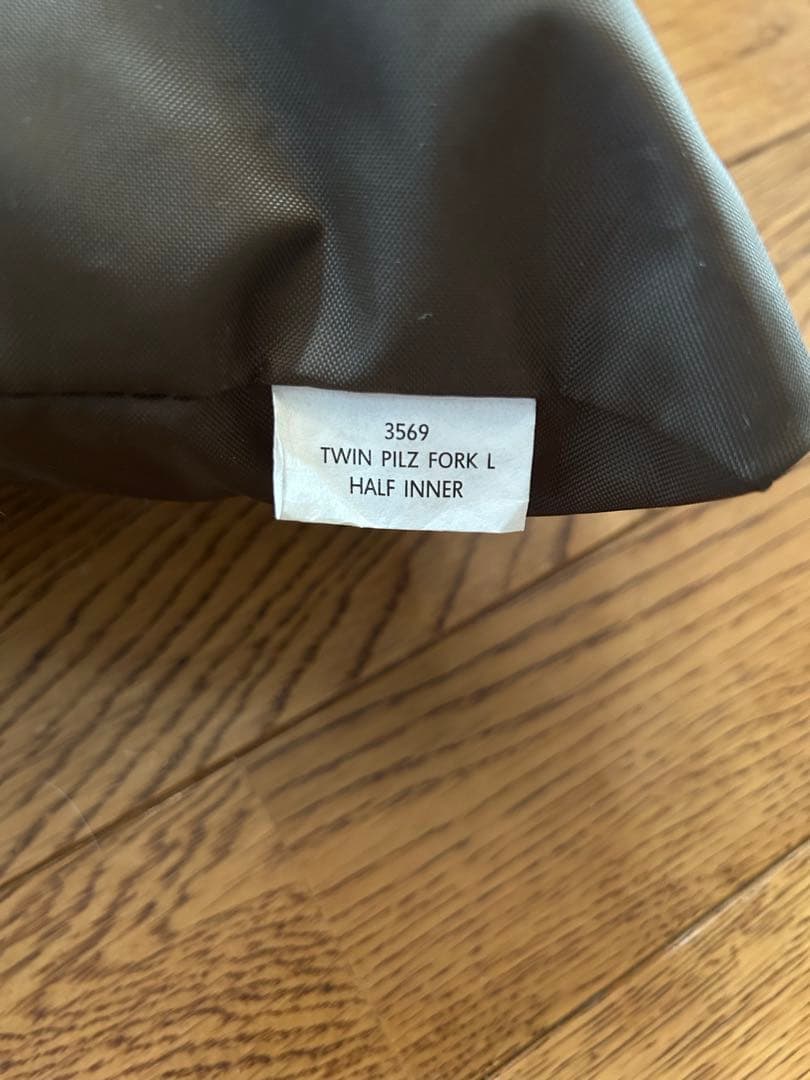 3569
TWIN PILZ FORK L
HALF INNER